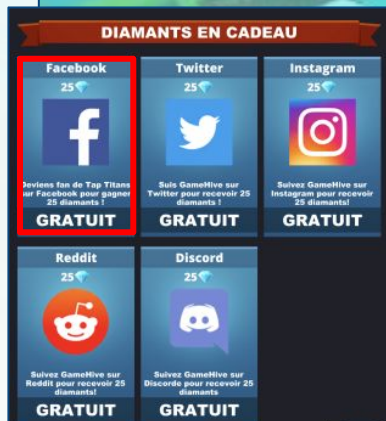 DIAMANTS EN CADEAU
Facebook
25
Deviens fan de Tap Titans
sur Facebook pour gagner
25 diamants !
GRATUIT
Twitter
25
Suis GameHive sur
Twitter pour recevoir 25
diamants !
GRATUIT
Instagram
25
Suivez GameHive sur
Instagram pour recevoir
25 diamants!
GRATUIT
Reddit
25
Suivez GameHive sur
Reddit pour recevoir 25
diamants!
GRATUIT
Discord
25
Suivez GameHive sur
Discorde pour recevoir 25
diamants
GRATUIT